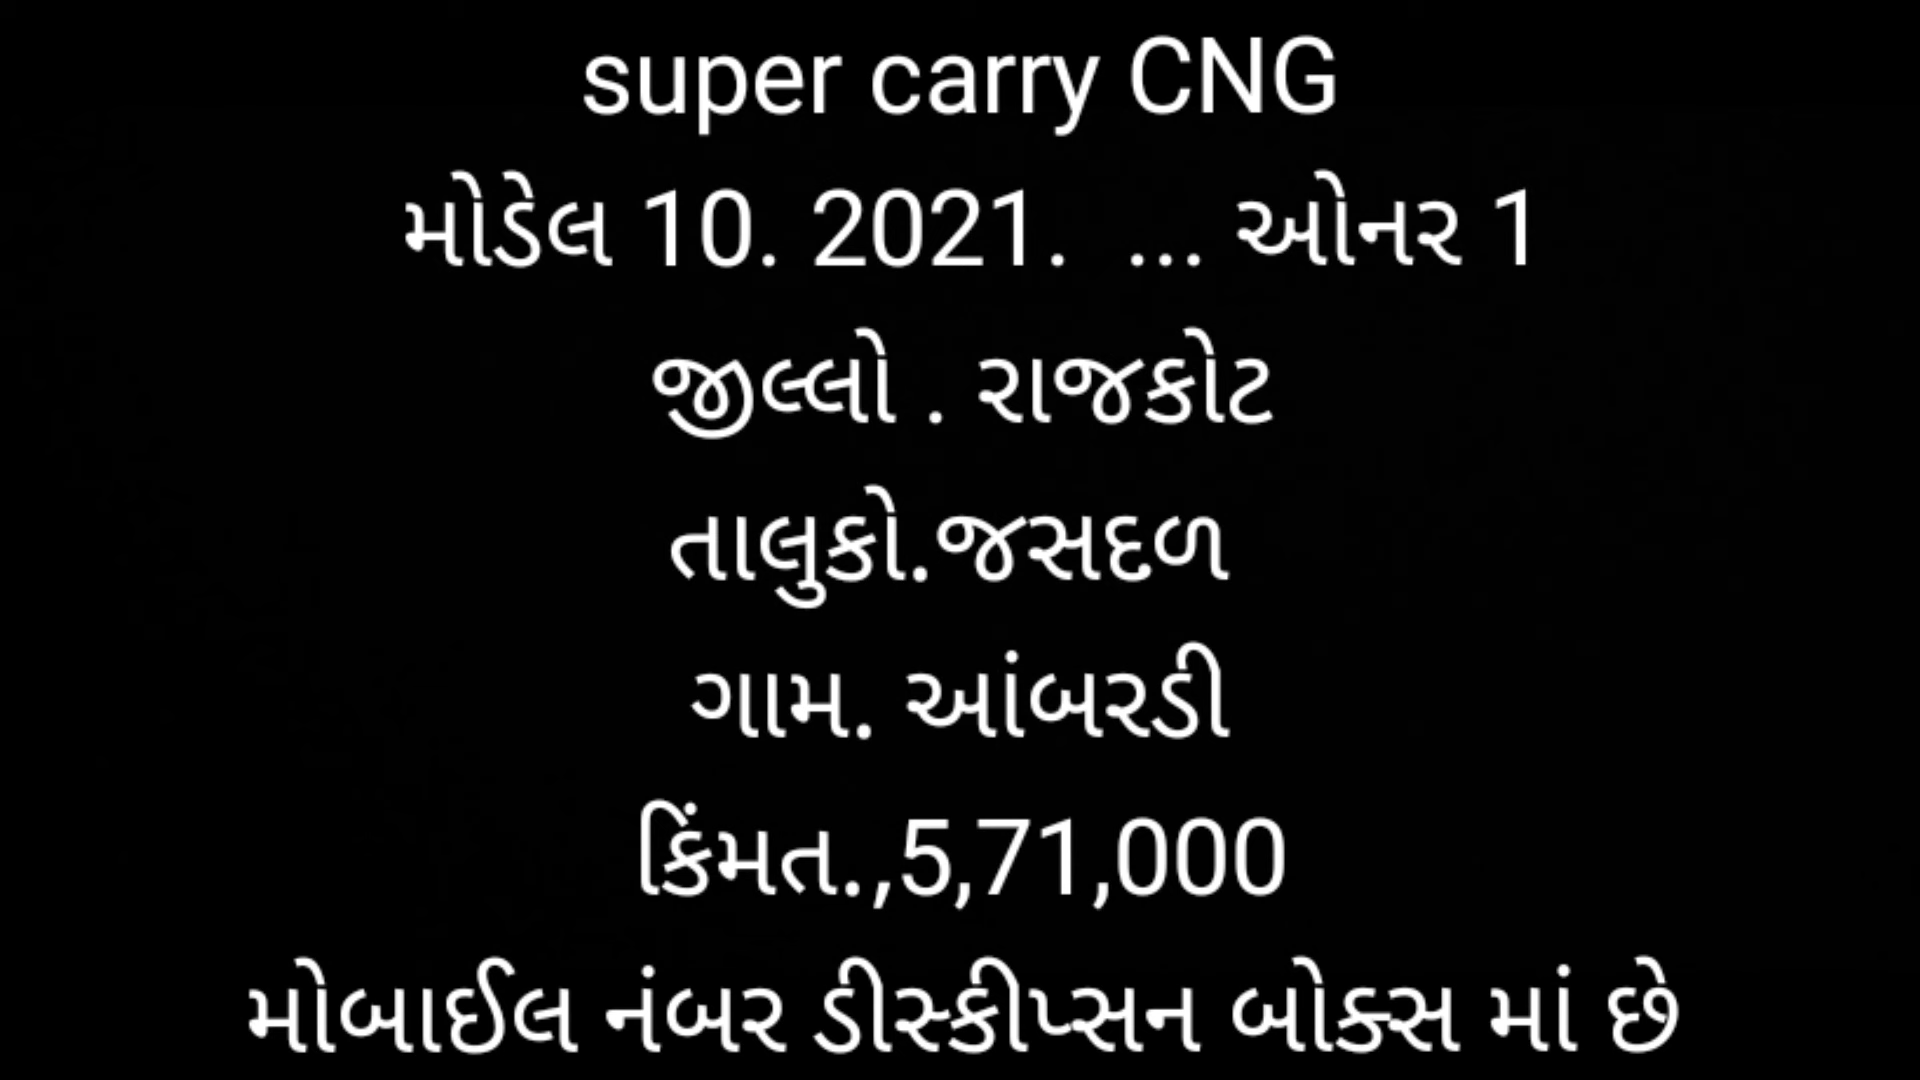 super carry CNG
મોડેલ 10. 2021.  ... ઓનર 1
જીલ્લો . રાજકોટ
તાલુકો.જસદળ
ગામ. આંબરડી
કિંમત.,5,71,000
મોબાઈલ નંબર ડીસ્કીપ્સન બોક્સ માં છે